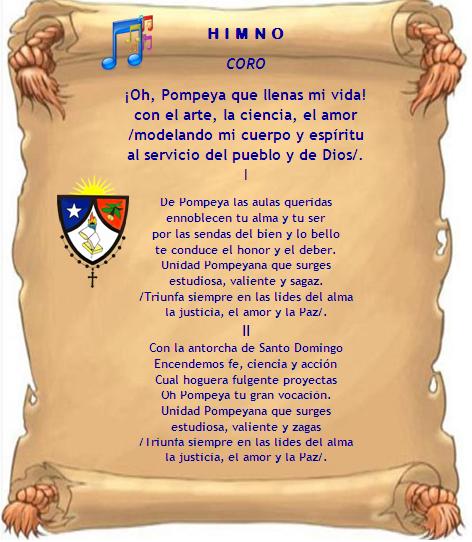 H I M N O
CORO
¡Oh, Pompeya que llenas mi vida!
con el arte, la ciencia, el amor
/modelando mi cuerpo y espíritu
al servicio del pueblo y de Dios/.
I
De Pompeya las aulas queridas
ennoblecen tu alma y tu ser
por las sendas del bien y lo bello
te conduce el honor y el deber.
Unidad Pompeyana que surges
estudiosa, valiente y sagaz.
/Triunfa siempre en las lides del alma
la justicia, el amor y la Paz/.
II
Con la antorcha de Santo Domingo
Encendemos fe, ciencia y acción
Cual hoguera fulgente proyectas
Oh Pompeya tu gran vocación.
Unidad Pompeyana que surges
estudiosa, valiente y zagas
/Triunfa siempre en las lides del alma
la justicia, el amor y la Paz/.